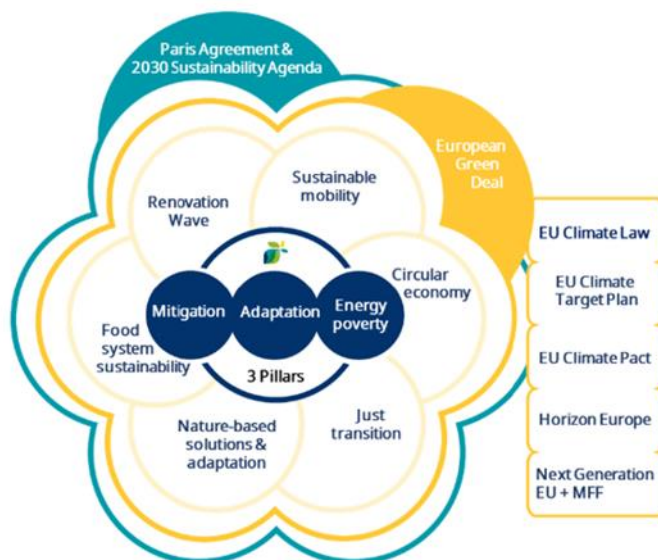 Paris Agreement &
2030 Sustainability Agenda
European
Green
Deal
Sustainable
mobility
Renovation
Wave
EU Climate Law
Circular
economy
EU Climate
Target Plan
Mitigation
Adaptation
Energy
poverty
Food
system
sustainability
3 Pillars
EU Climate Pact
Just
transition
Nature-based
solutions &
adaptation
Horizon Europe
Next Generation
EU + MFF